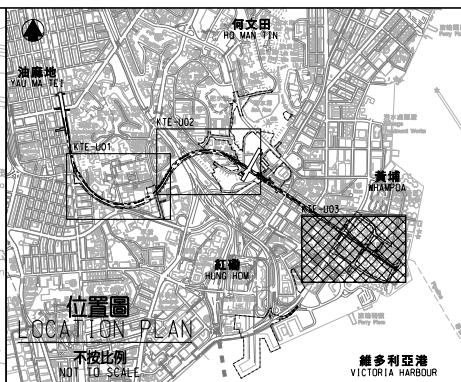 何文田
HO MAN TIN
油麻地
YAU MA TEI
KTE-U02
KTE-U01
黃埔
WHAMPOA
KTE-U03
紅磡
HUNG HOM
位置圖
LOCATION PLAN
不按比例
NOT TO SCALE
維多利亞港
VICTORIA HARBOUR